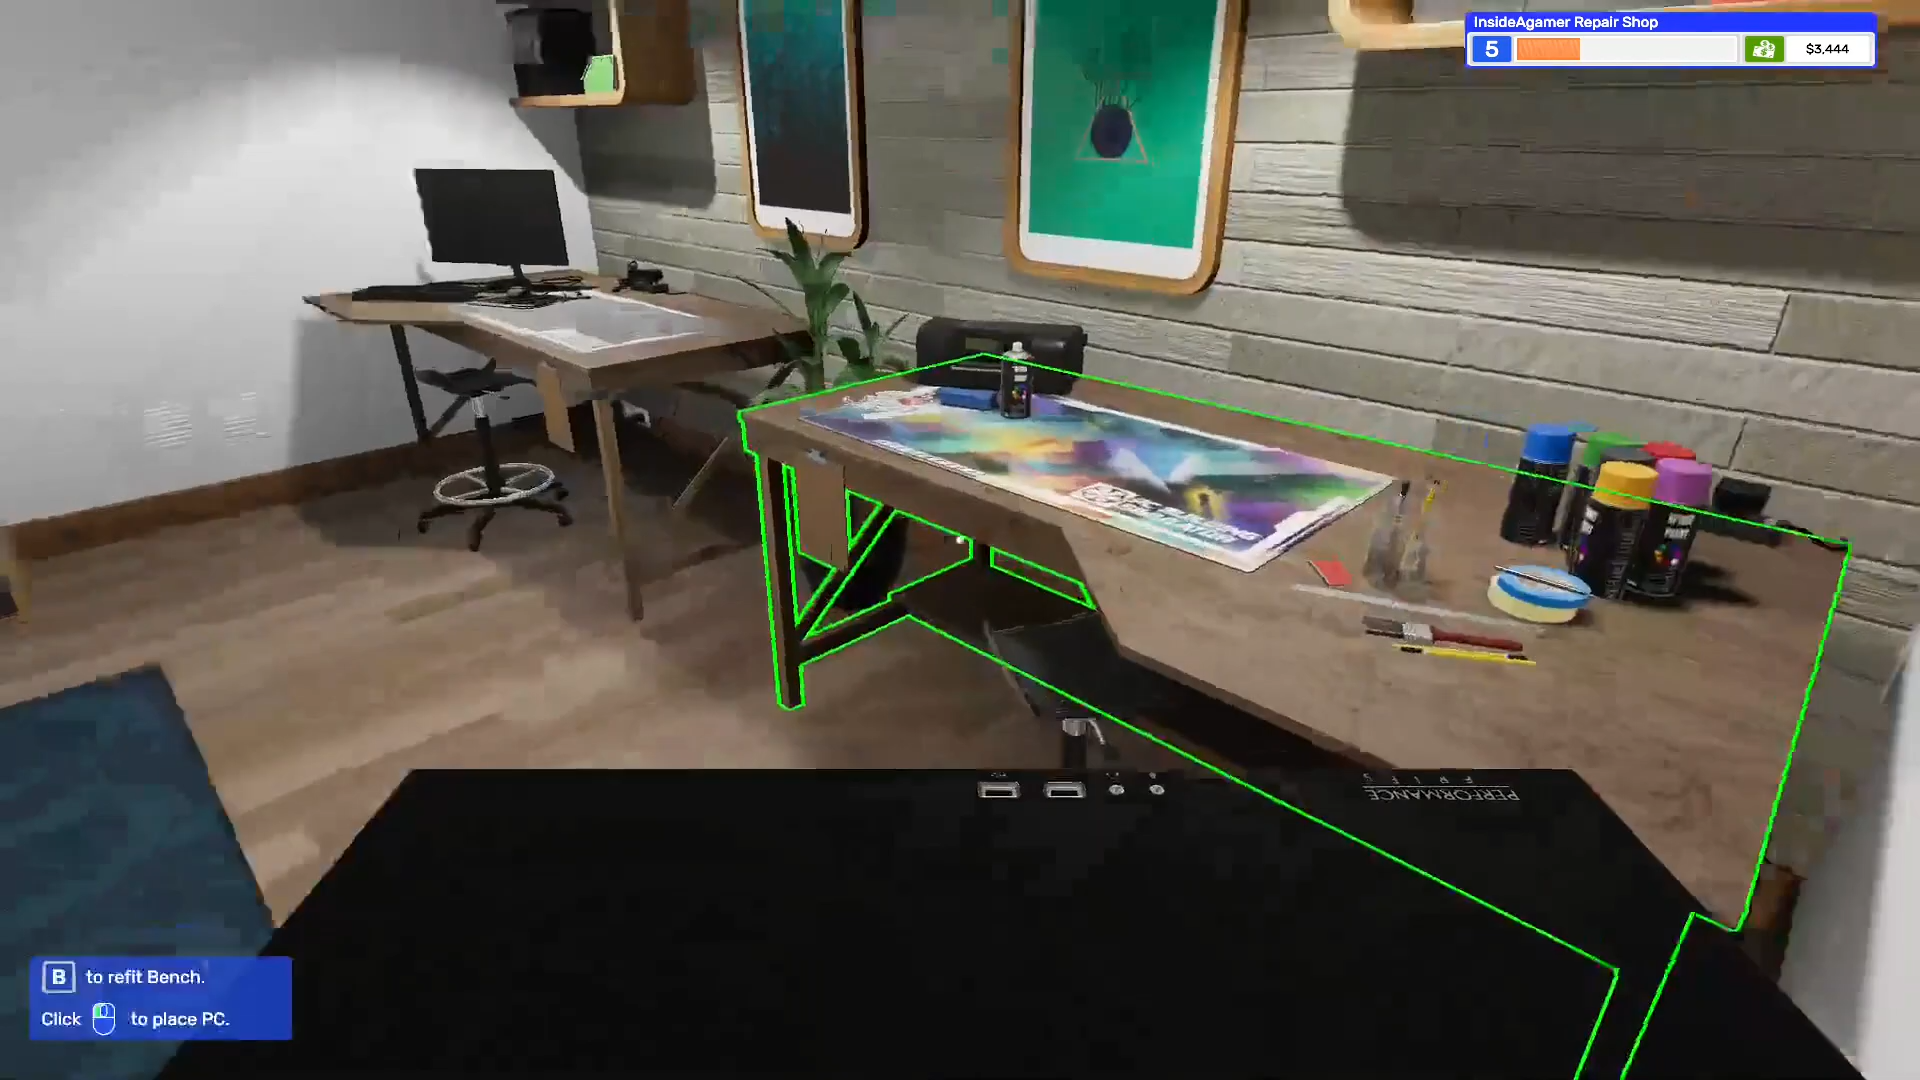 InsideAgamer Repair Shop
5
$3,444
PERFORMANCE
B to refit Bench.
Click to place PC.